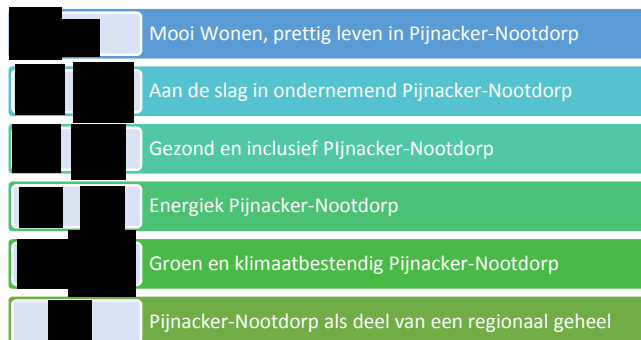 Mooi Wonen, prettig leven in Pijnacker-Nootdorp
Aan de slag in ondernemend Pijnacker-Nootdorp
Gezond en inclusief PIjnacker-Nootdorp
Energiek Pijnacker-Nootdorp
Groen en klimaatbestendig Pijnacker-Nootdorp
Pijnacker-Nootdorp als deel van een regionaal geheel